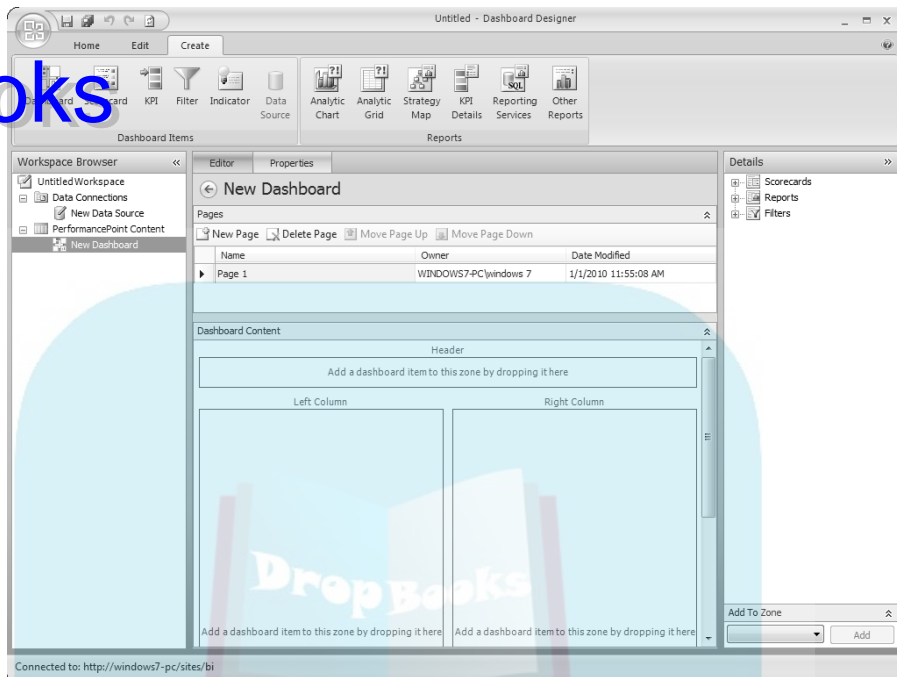 Untitled - Dashboard Designer
Home Edit Create
oks
Dashboard Scorecard KPI Filter Indicator Data Source Analytic Chart Analytic Grid Strategy Map KPI Details Reporting Services Other Reports
Dashboard Items Reports
Workspace Browser
Untitled Workspace
Data Connections
New Data Source
PerformancePoint Content
New Dashboard
Editor Properties
New Dashboard
Pages
New Page Delete Page Move Page Up Move Page Down
Name Owner Date Modified
Page 1 WINDOWS7-PC\windows 7 1/1/2010 11:55:08 AM
Dashboard Content
Header
Add a dashboard item to this zone by dropping it here
Left Column Right Column
DropBooks
Add a dashboard item to this zone by dropping it here Add a dashboard item to this zone by dropping it here
Details
Scorecards
Reports
Filters
Add To Zone
Add
Connected to: http://windows7-pc/sites/bi